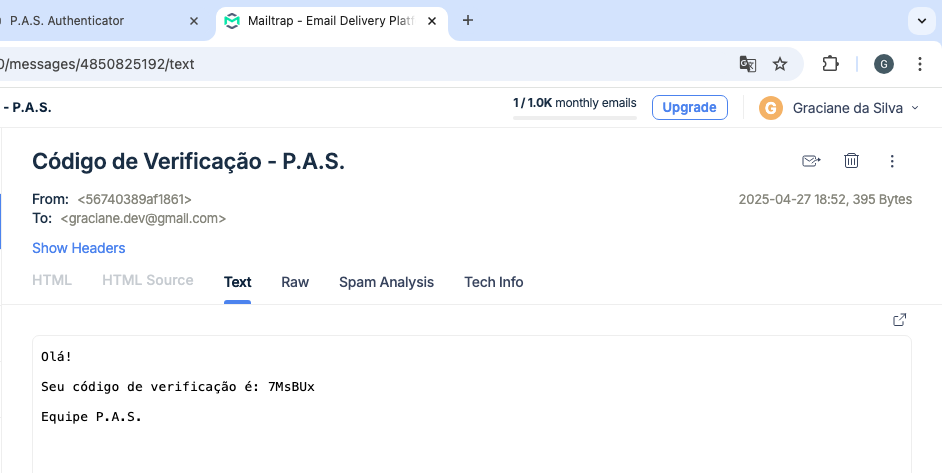 P.A.S. Authenticator
Mailtrap - Email Delivery Platf
/messages/4850825192/text
G
- P.A.S.
1 / 1.0K monthly emails
Upgrade
G
Graciane da Silva
Código de Verificação - P.A.S.
From: <56740389af1861>
2025-04-27 18:52, 395 Bytes
To: <graciane.dev@gmail.com>
Show Headers
HTML
HTML Source
Text
Raw
Spam Analysis
Tech Info
Olá!
Seu código de verificação é: 7MsBUx
Equipe P.A.S.